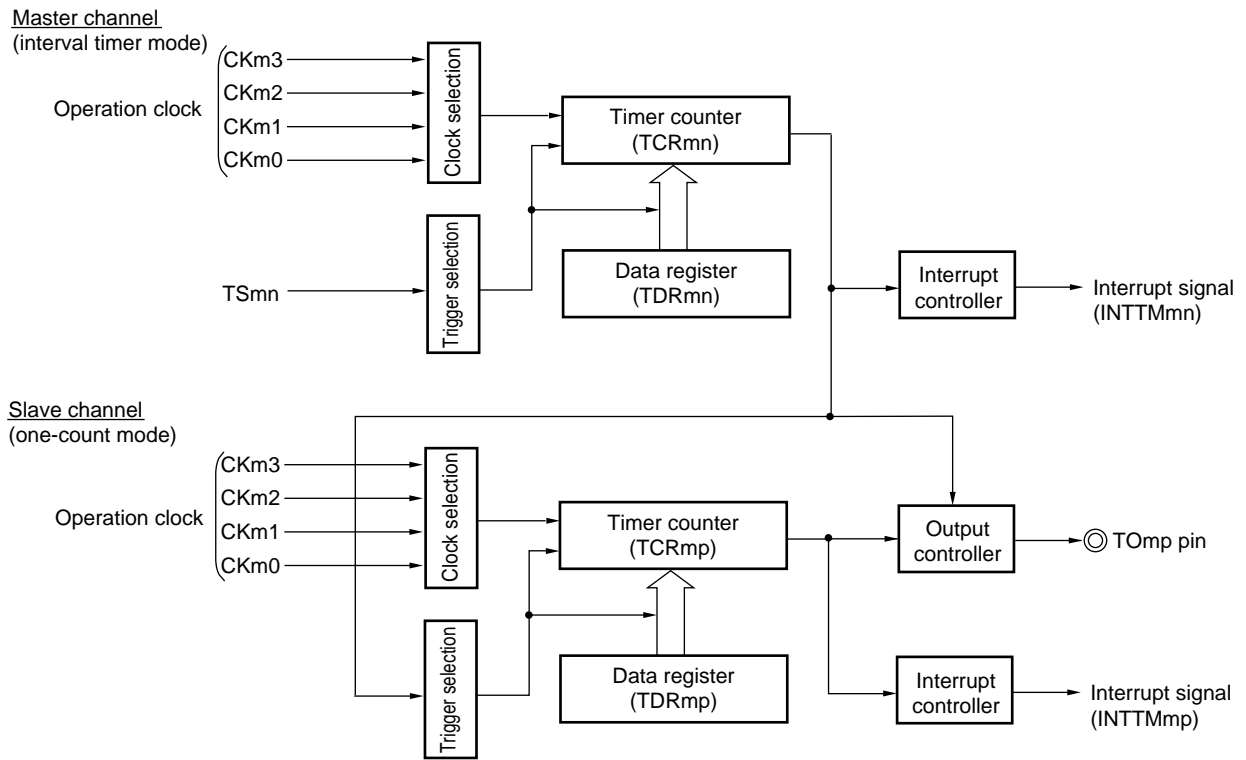 Master channel
(interval timer mode)
Operation clock
CKm3
CKm2
CKm1
CKm0
Clock selection
Timer counter
(TCRmn)
TSmn
Trigger selection
Data register
(TDRmn)
Interrupt
controller
Interrupt signal
(INTTMmn)
Slave channel
(one-count mode)
Operation clock
CKm3
CKm2
CKm1
CKm0
Clock selection
Timer counter
(TCRmp)
Output
controller
TOmp pin
Trigger selection
Data register
(TDRmp)
Interrupt
controller
Interrupt signal
(INTTMmp)